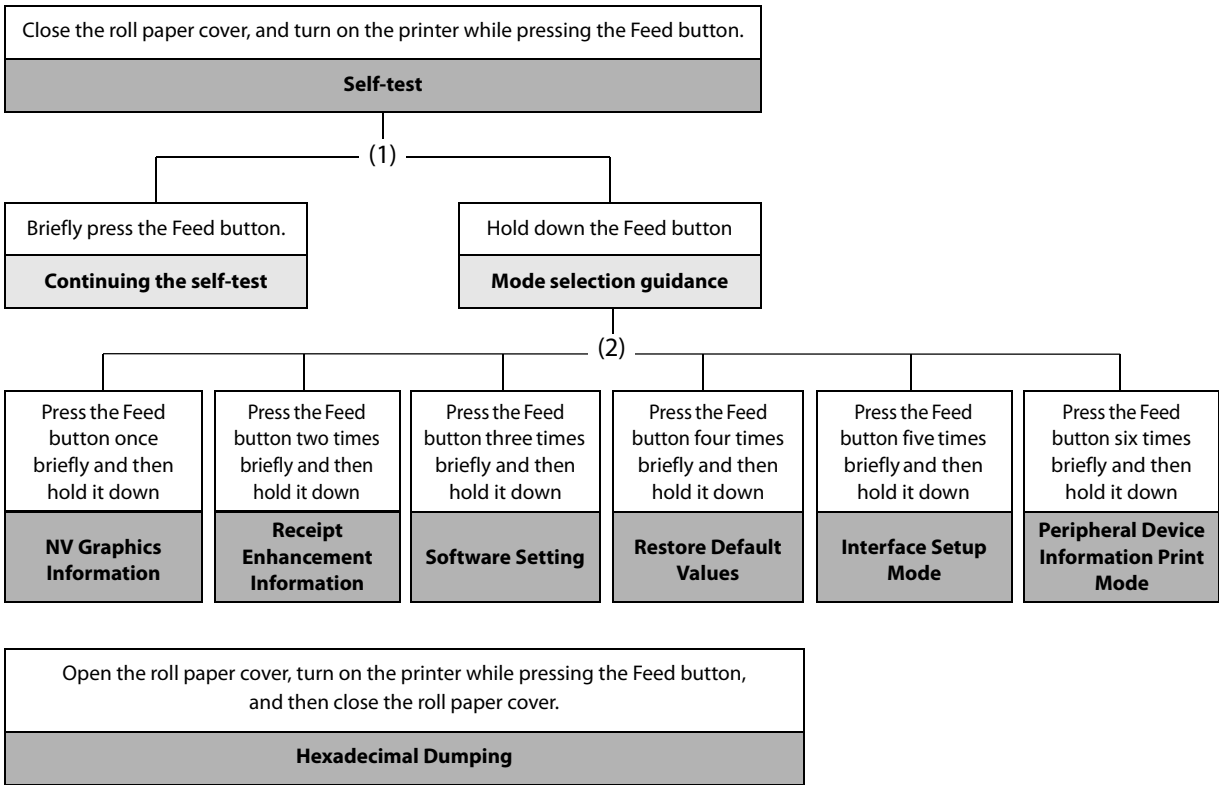 Close the roll paper cover, and turn on the printer while pressing the Feed button.
Self-test
(1)
Briefly press the Feed button.
Continuing the self-test
Hold down the Feed button
Mode selection guidance
(2)
Press the Feed
button once
briefly and then
hold it down
NV Graphics
Information
Press the Feed
button two times
briefly and then
hold it down
Receipt
Enhancement
Information
Press the Feed
button three times
briefly and then
hold it down
Software Setting
Press the Feed
button four times
briefly and then
hold it down
Restore Default
Values
Press the Feed
button five times
briefly and then
hold it down
Interface Setup
Mode
Press the Feed
button six times
briefly and then
hold it down
Peripheral Device
Information Print
Mode
Open the roll paper cover, turn on the printer while pressing the Feed button,
and then close the roll paper cover.
Hexadecimal Dumping